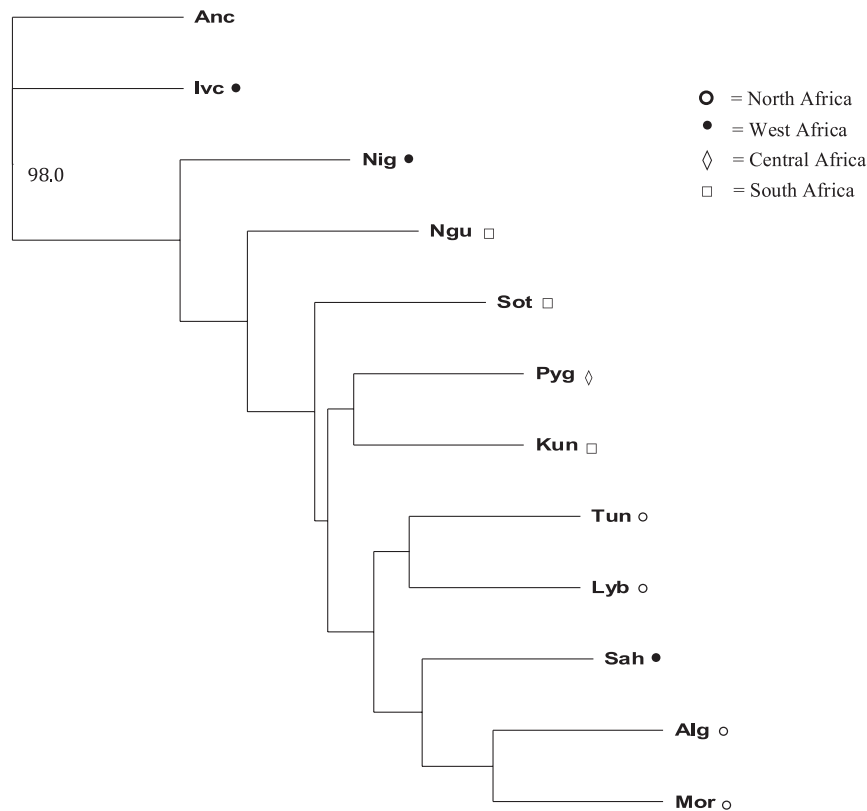 Anc
Ivc ●
Nig ●
98.0
Ngu □
Sot □
Pyg ◊
Kun □
Tun ○
Lyb ○
Sah ●
Alg ○
Mor ○
○ = North Africa
● = West Africa
◊ = Central Africa
□ = South Africa